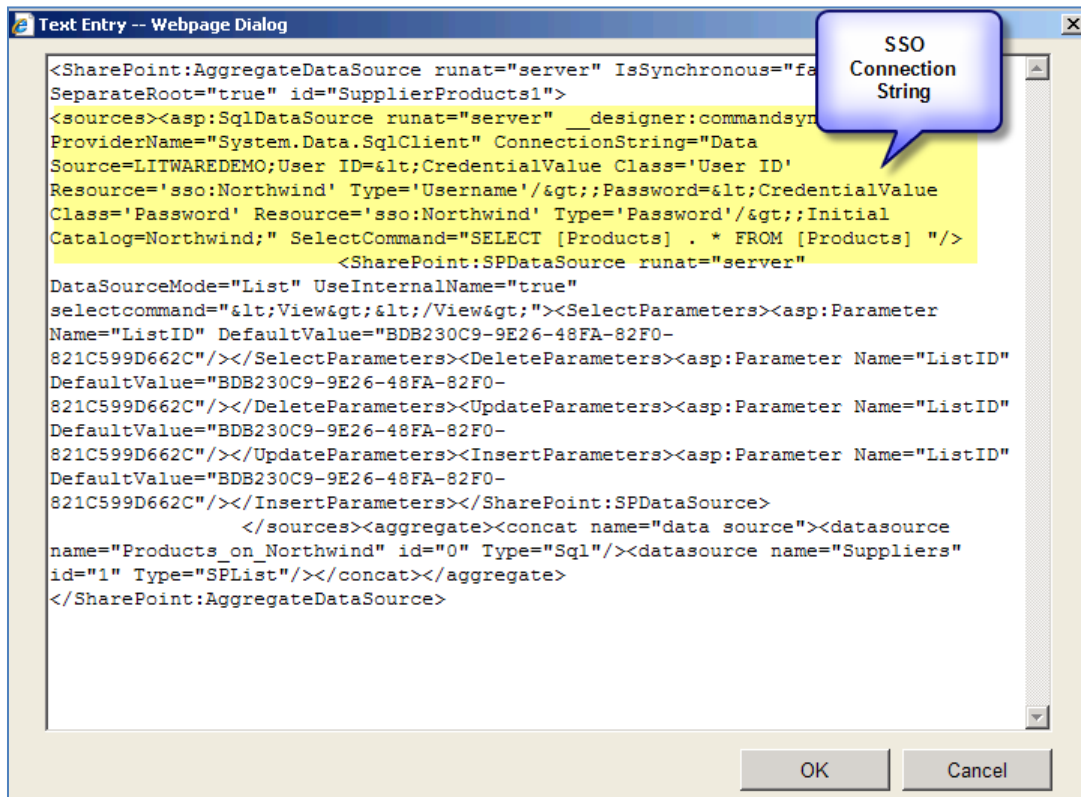 Text Entry -- Webpage Dialog
SSO
Connection
String
<SharePoint:AggregateDataSource runat="server" IsSynchronous="fa
SeparateRoot="true" id="SupplierProducts1">
<sources><asp:SqlDataSource runat="server" __designer:commandsyn
ProviderName="System.Data.SqlClient" ConnectionString="Data
Source=LITWAREDEMO;User ID=&lt;CredentialValue Class='User ID'
Resource='sso:Northwind' Type='Username'/&gt;;Password=&lt;CredentialValue
Class='Password' Resource='sso:Northwind' Type='Password'/&gt;;Initial
Catalog=Northwind;" SelectCommand="SELECT [Products] . * FROM [Products] "/>
<SharePoint:SPDataSource runat="server"
DataSourceMode="List" UseInternalName="true"
selectcommand="&lt;View&gt;&lt;/View&gt;"><SelectParameters><asp:Parameter
Name="ListID" DefaultValue="BDB230C9-9E26-48FA-82F0-
821C599D662C"/></SelectParameters><DeleteParameters><asp:Parameter Name="ListID"
DefaultValue="BDB230C9-9E26-48FA-82F0-
821C599D662C"/></DeleteParameters><UpdateParameters><asp:Parameter Name="ListID"
DefaultValue="BDB230C9-9E26-48FA-82F0-
821C599D662C"/></UpdateParameters><InsertParameters><asp:Parameter Name="ListID"
DefaultValue="BDB230C9-9E26-48FA-82F0-
821C599D662C"/></InsertParameters></SharePoint:SPDataSource>
</sources><aggregate><concat name="data source"><datasource
name="Products_on_Northwind" id="0" Type="Sql"/><datasource name="Suppliers"
id="1" Type="SPList"/></concat></aggregate>
</SharePoint:AggregateDataSource>
OK
Cancel